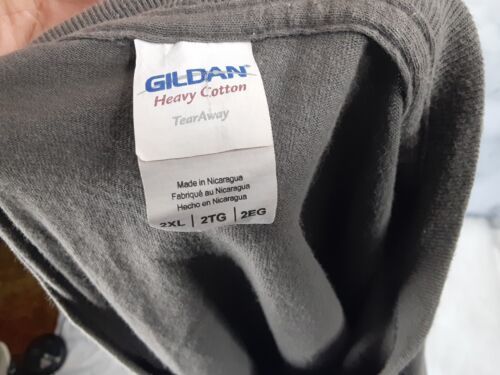 GILDAN
Heavy Cotton
TearAway
Made in Nicaragua
Fabriqué au Nicaragua
Hecho en Nicaragua
2XL | 2TG | 2EG